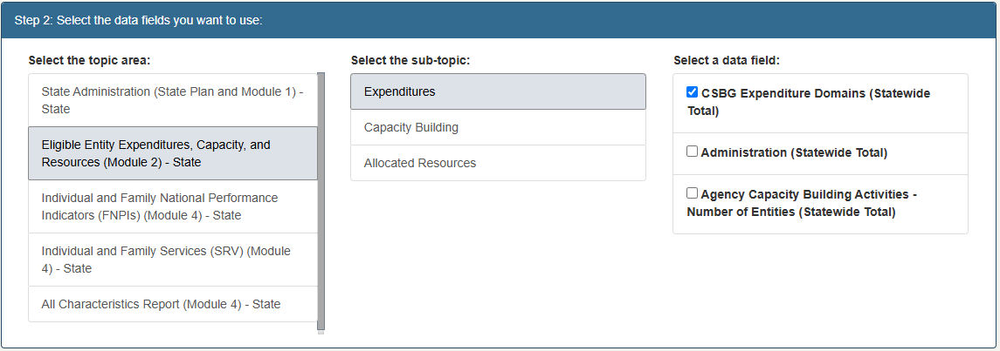 Step 2: Select the data fields you want to use:
Select the topic area:
State Administration (State Plan and Module 1) -
State
Eligible Entity Expenditures, Capacity, and
Resources (Module 2) - State
Individual and Family National Performance
Indicators (FNPIs) (Module 4) - State
Individual and Family Services (SRV) (Module
4) - State
All Characteristics Report (Module 4) - State
Select the sub-topic:
Expenditures
Capacity Building
Allocated Resources
Select a data field:
CSBG Expenditure Domains (Statewide
Total)
Administration (Statewide Total)
Agency Capacity Building Activities -
Number of Entities (Statewide Total)